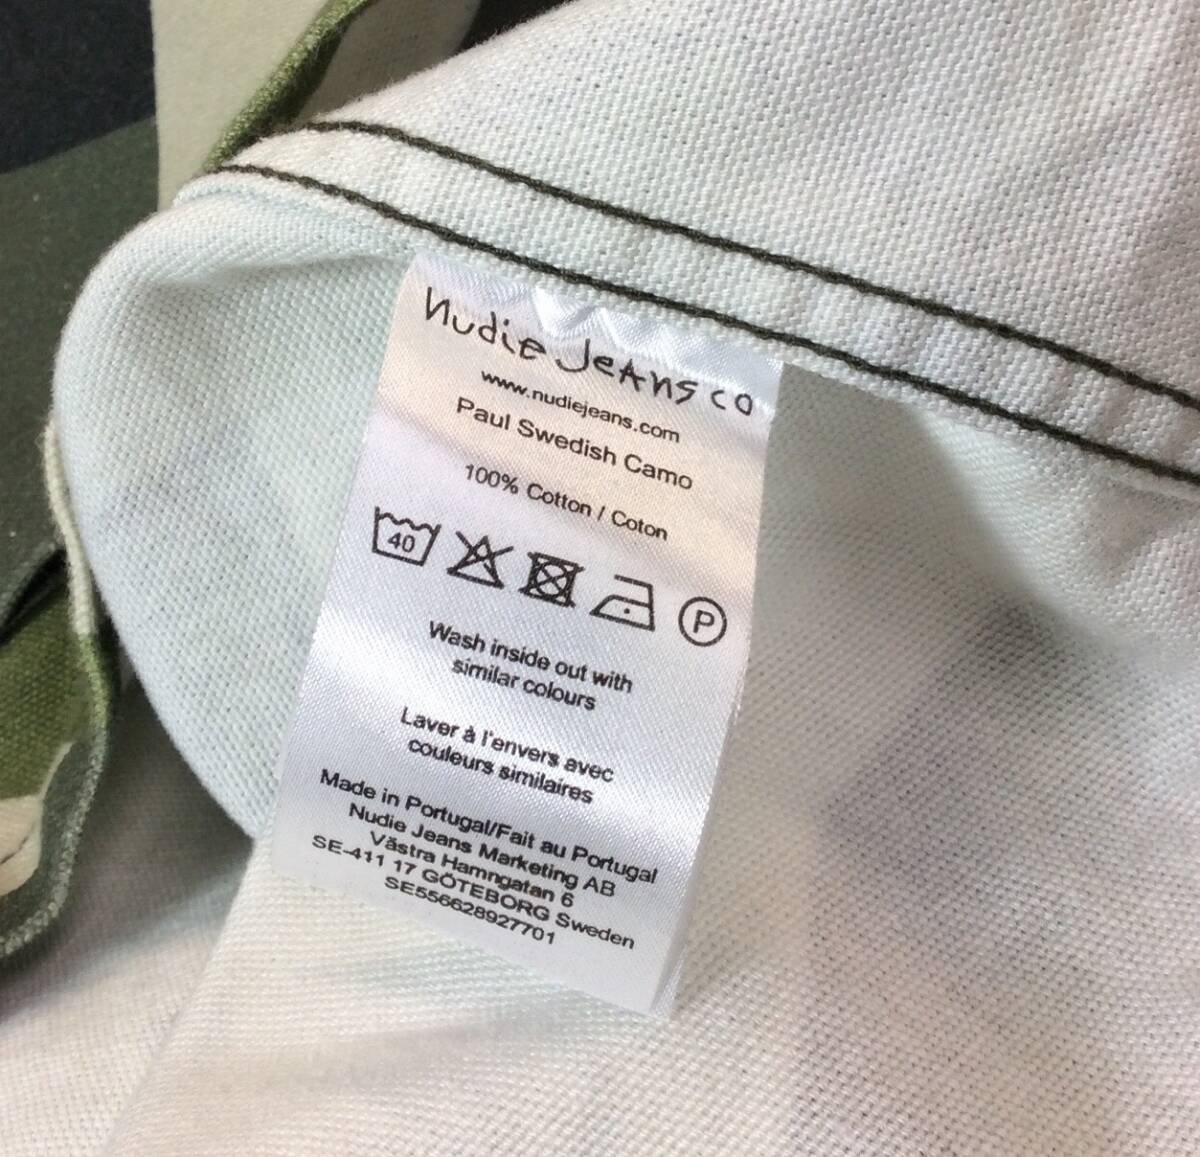 Nudie Jeans co
www.nudiejeans.com
Paul Swedish Camo
100% Cotton / Coton
40
P
Wash inside out with
similar colours
Laver à l'envers avec
couleurs similaires
Made in Portugal/Fait au Portugal
Nudie Jeans Marketing AB
Västra Hamngatan 6
SE-411 17 GÖTEBORG Sweden
SE556628927701